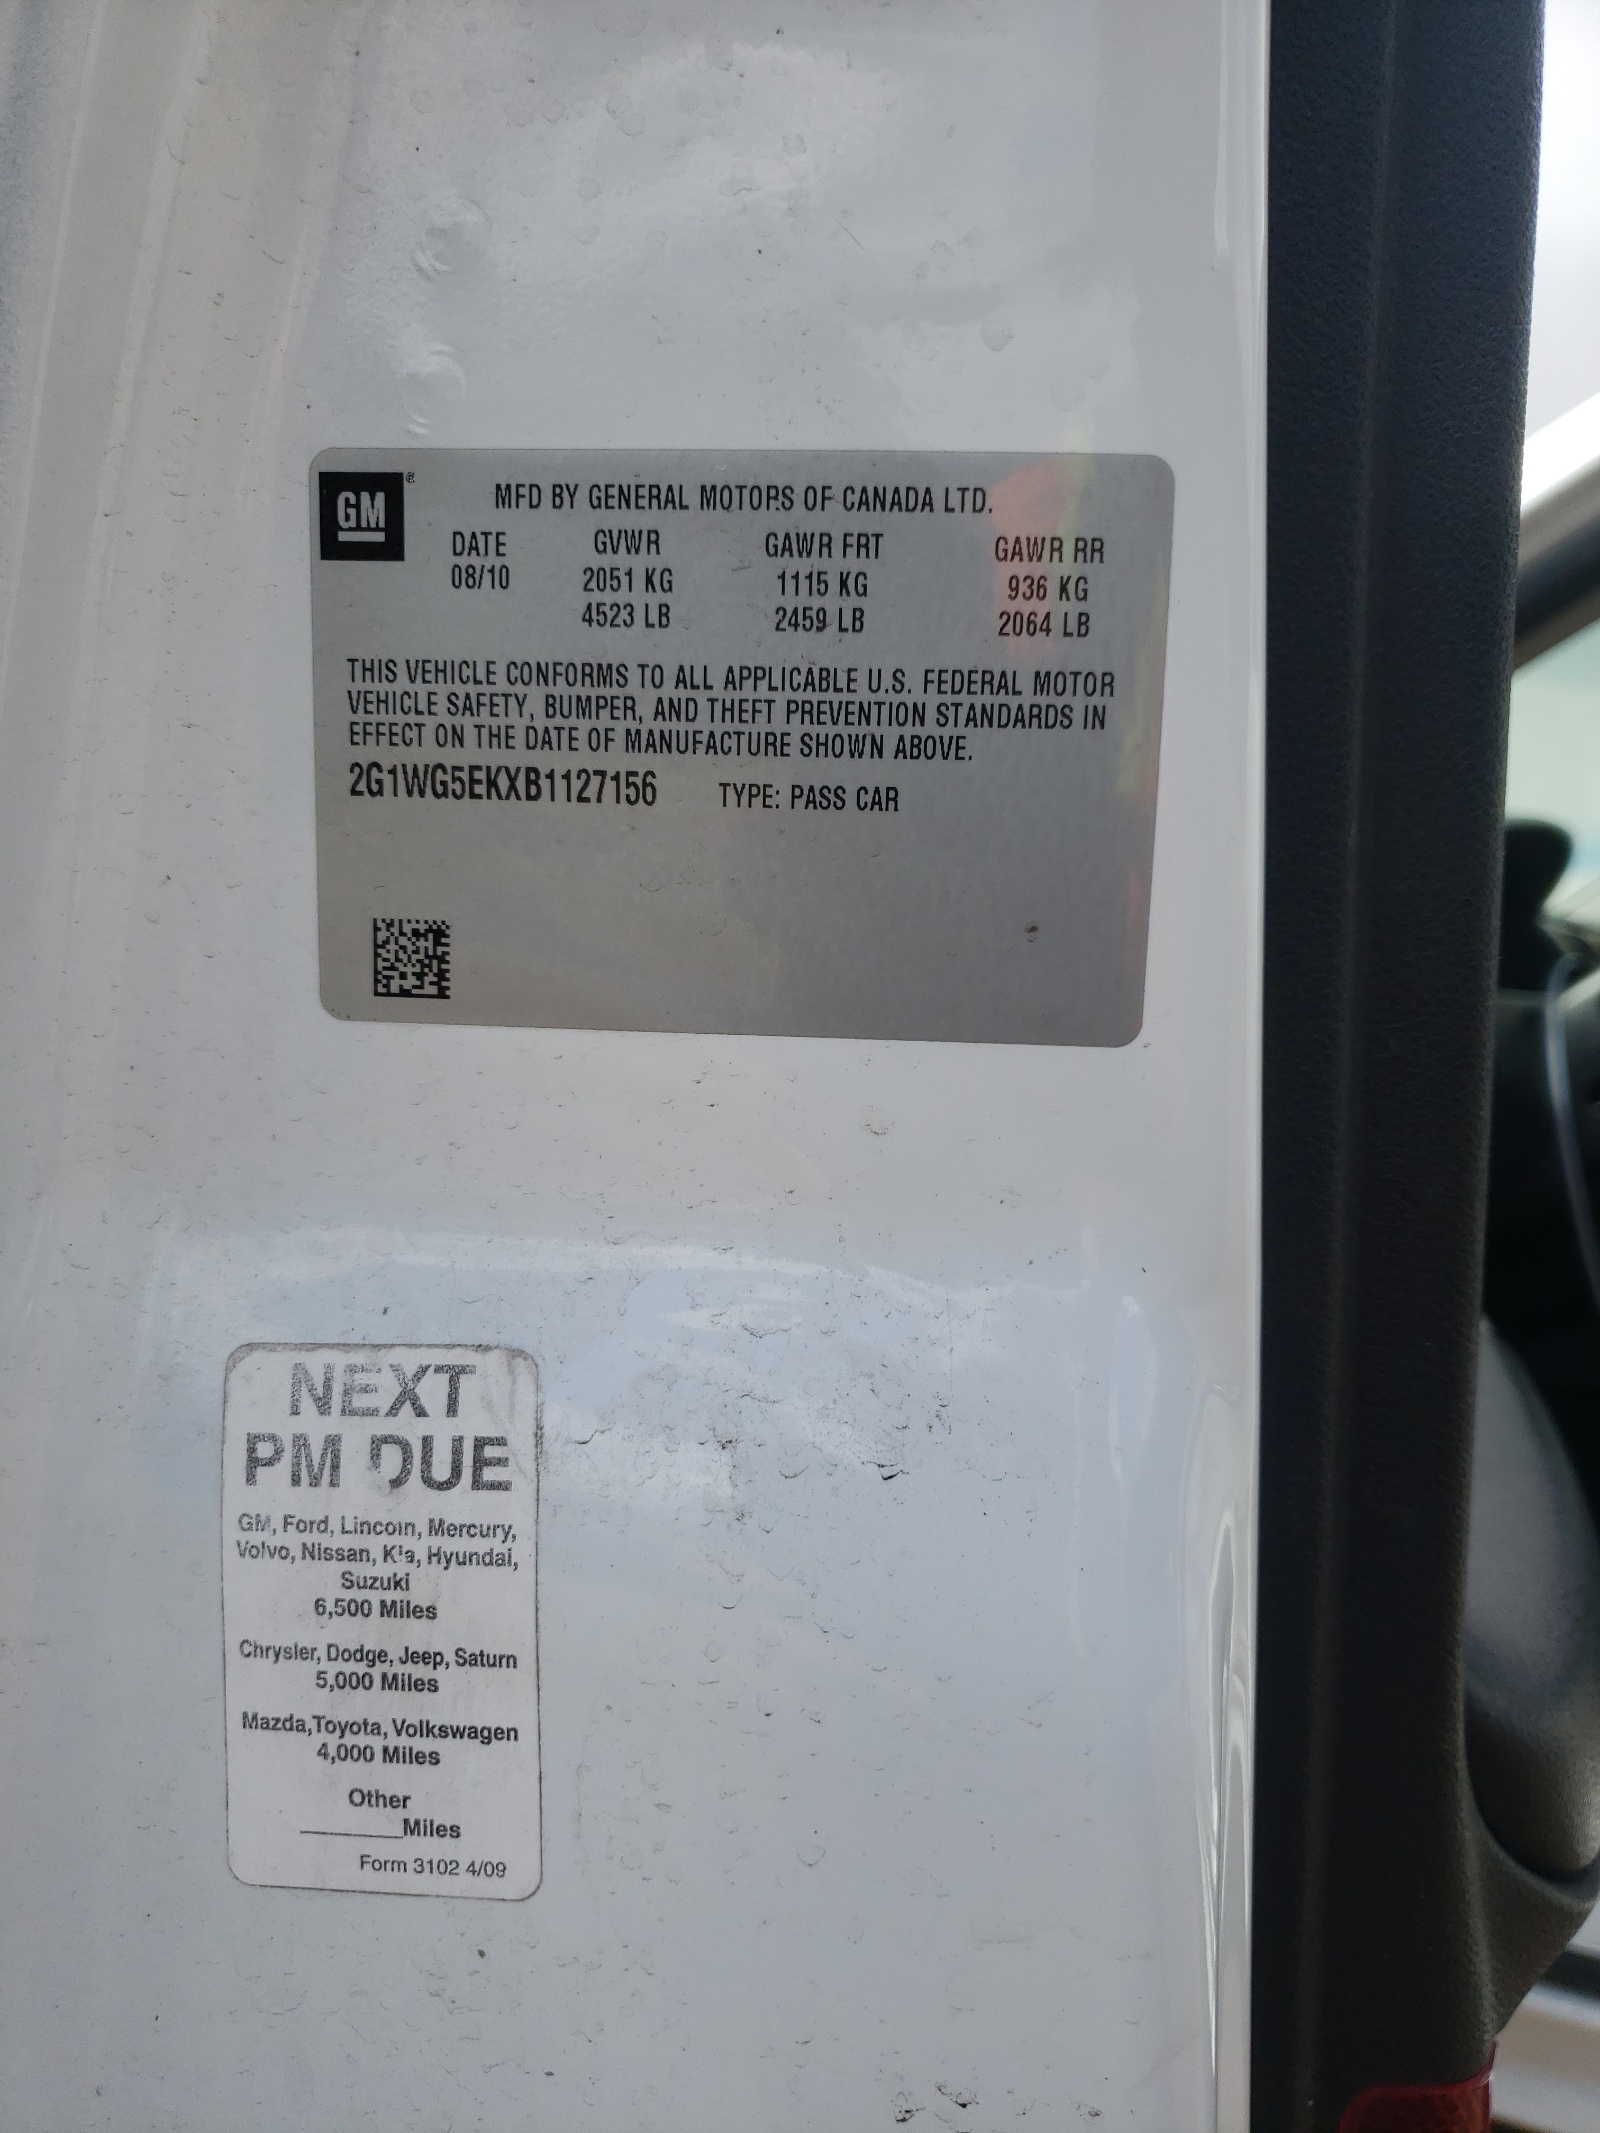 GM ®
MFD BY GENERAL MOTORS OF CANADA LTD.
DATE GVWR GAWR FRT GAWR RR
08/10 2051 KG 1115 KG 936 KG
4523 LB 2459 LB 2064 LB
THIS VEHICLE CONFORMS TO ALL APPLICABLE U.S. FEDERAL MOTOR
VEHICLE SAFETY, BUMPER, AND THEFT PREVENTION STANDARDS IN
EFFECT ON THE DATE OF MANUFACTURE SHOWN ABOVE.
2G1WG5EKXB1127156 TYPE: PASS CAR
NEXT
PM DUE
GM, Ford, Lincoln, Mercury,
Volvo, Nissan, Kia, Hyundai,
Suzuki
6,500 Miles
Chrysler, Dodge, Jeep, Saturn
5,000 Miles
Mazda,Toyota, Volkswagen
4,000 Miles
Other
________Miles
Form 3102 4/09